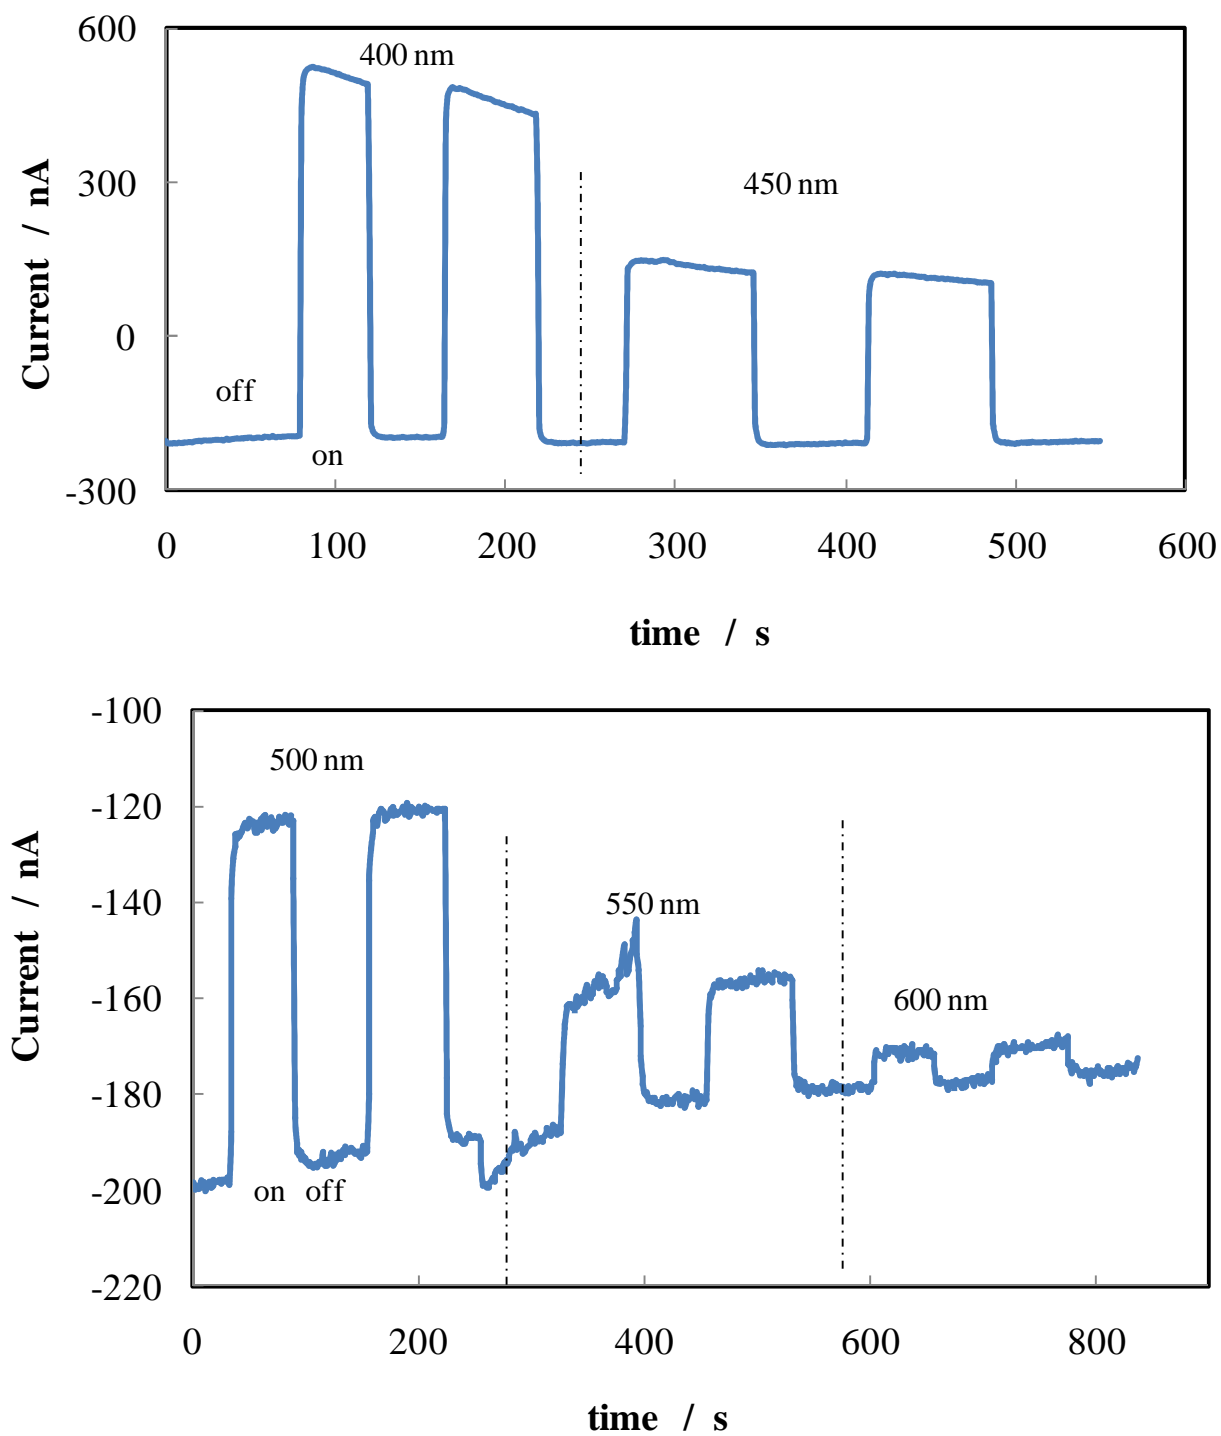 600
400 nm
300
450 nm
Current / nA
0
off
on
-300
0 100 200 300 400 500 600
time / s
-100
500 nm
-120
-140
550 nm
Current / nA
-160
600 nm
-180
-200
on off
-220
0 200 400 600 800
time / s